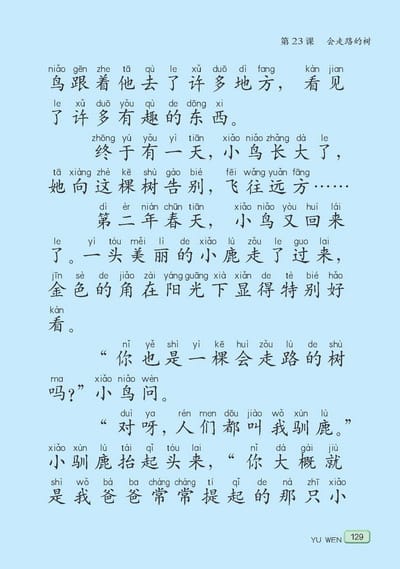 第23课 会走路的树
niǎo gēn zhe tā qù le xǔ duō dì fang kàn jiàn
鸟跟着他去了许多地方，看见
le xǔ duō yǒu qù de dōng xi
了许多有趣的东西。
zhōng yú yǒu yì tiān xiǎo niǎo zhǎng dà le
终于有一天，小鸟长大了，
tā xiàng zhè kē shù gào bié fēi wǎng yuǎn fāng
她向这棵树告别，飞往远方……
dì èr nián chūn tiān xiǎo niǎo yòu huí lái
第二年春天，小鸟又回来
le yì tóu měi lì de xiǎo lù zǒu le guo lai
了。一头美丽的小鹿走了过来，
jīn sè de jiǎo zài yáng guāng xià xiǎn de tè bié hǎo
金色的角在阳光下显得特别好
kàn
看。
nǐ yě shì yì kē huì zǒu lù de shù
“你也是一棵会走路的树
ma xiǎo niǎo wèn
吗？”小鸟问。
duì ya rén men dōu jiào wǒ xùn lù
“对呀，人们都叫我驯鹿。”
xiǎo xùn lù tái qǐ tóu lai nǐ dà gài jiù
小驯鹿抬起头来，“你大概就
shì wǒ bà ba cháng cháng tí qǐ de nà zhī xiǎo
是我爸爸常常提起的那只小
YU WEN 129